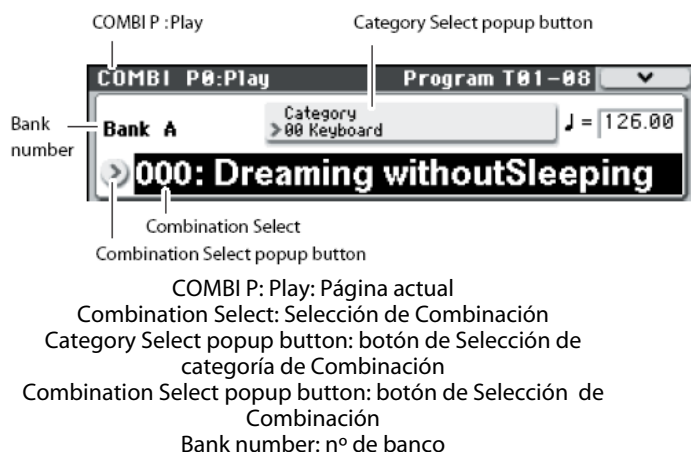 COMBI P :Play
Category Select popup button
COMBI P0:Play Program T01-08
Bank number
Bank A
Category
00 Keyboard
♩ = 126.00
000: Dreaming withoutSleeping
Combination Select
Combination Select popup button
COMBI P: Play: Página actual
Combination Select: Selección de Combinación
Category Select popup button: botón de Selección de
categoría de Combinación
Combination Select popup button: botón de Selección de
Combinación
Bank number: nº de banco